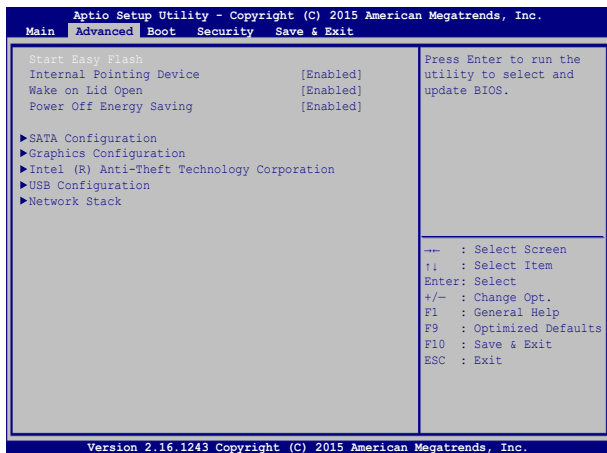 Aptio Setup Utility - Copyright (C) 2015 American Megatrends, Inc.
Main Advanced Boot Security Save & Exit
Start Easy Flash
Internal Pointing Device [Enabled]
Wake on Lid Open [Enabled]
Power Off Energy Saving [Enabled]
▶SATA Configuration
▶Graphics Configuration
▶Intel (R) Anti-Theft Technology Corporation
▶USB Configuration
▶Network Stack
Press Enter to run the
utility to select and
update BIOS.
→← : Select Screen
↑↓ : Select Item
Enter: Select
+/— : Change Opt.
F1 : General Help
F9 : Optimized Defaults
F10 : Save & Exit
ESC : Exit
Version 2.16.1243 Copyright (C) 2015 American Megatrends, Inc.